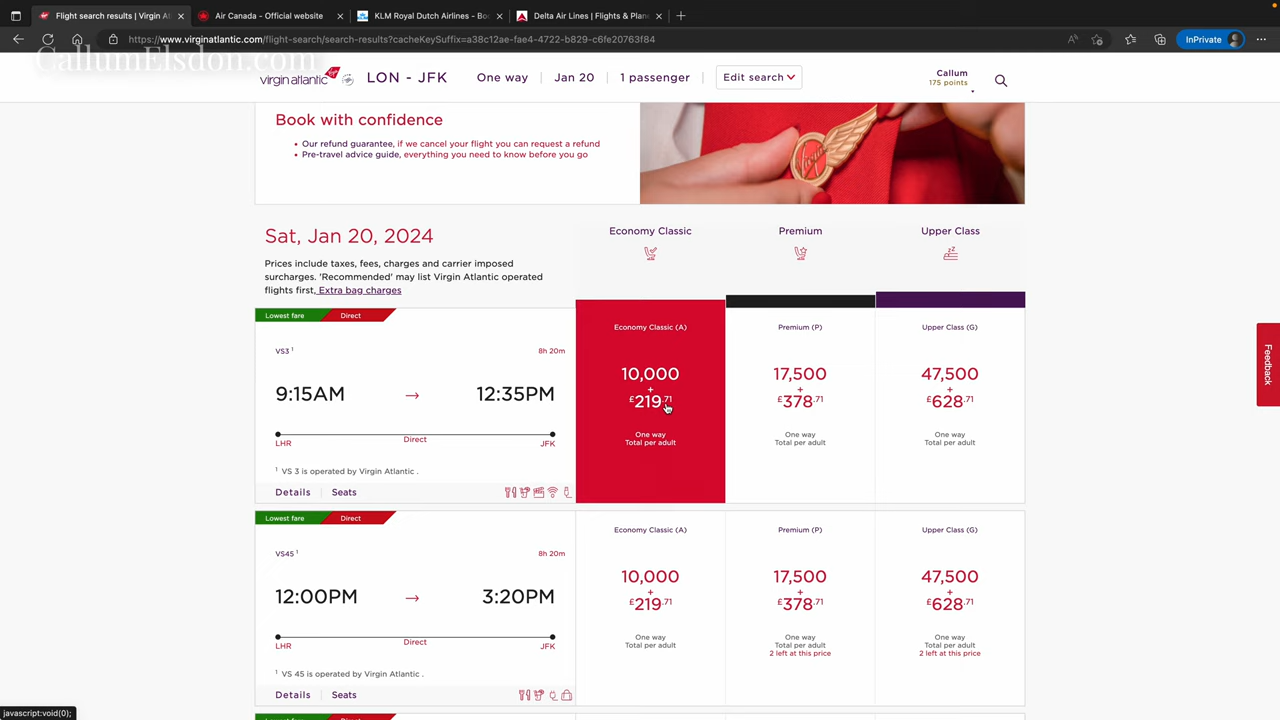 Flight search results | Virgin At
Air Canada - Official website
KLM Royal Dutch Airlines - Boo
Delta Air Lines | Flights & Plane
https://www.virginatlantic.com/flight-search/search-results?cacheKeySuffix=a38c12ae-fae4-4722-b829-c6fe20763f84
InPrivate
CallumElsdon.com
virgin atlantic
LON - JFK
One way
Jan 20
1 passenger
Edit search
Callum
175 points
Book with confidence
• Our refund guarantee, if we cancel your flight you can request a refund
• Pre-travel advice guide, everything you need to know before you go
Virgin
Sat, Jan 20, 2024
Prices include taxes, fees, charges and carrier imposed
surcharges. 'Recommended' may list Virgin Atlantic operated
flights first, Extra bag charges
Economy Classic
Premium
Upper Class
Lowest fare
Direct
VS3 1
8h 20m
9:15AM → 12:35PM
Direct
LHR
JFK
1 VS 3 is operated by Virgin Atlantic .
Details | Seats
Economy Classic (A)
10,000
+
£219.71
One way
Total per adult
Premium (P)
17,500
+
£378.71
One way
Total per adult
Upper Class (G)
47,500
+
£628.71
One way
Total per adult
Lowest fare
Direct
VS45 1
8h 20m
12:00PM → 3:20PM
Direct
LHR
JFK
1 VS 45 is operated by Virgin Atlantic .
Details | Seats
Economy Classic (A)
10,000
+
£219.71
One way
Total per adult
Premium (P)
17,500
+
£378.71
One way
Total per adult
2 left at this price
Upper Class (G)
47,500
+
£628.71
One way
Total per adult
2 left at this price
Feedback
Lowest fare
Direct
javascript:void(0);